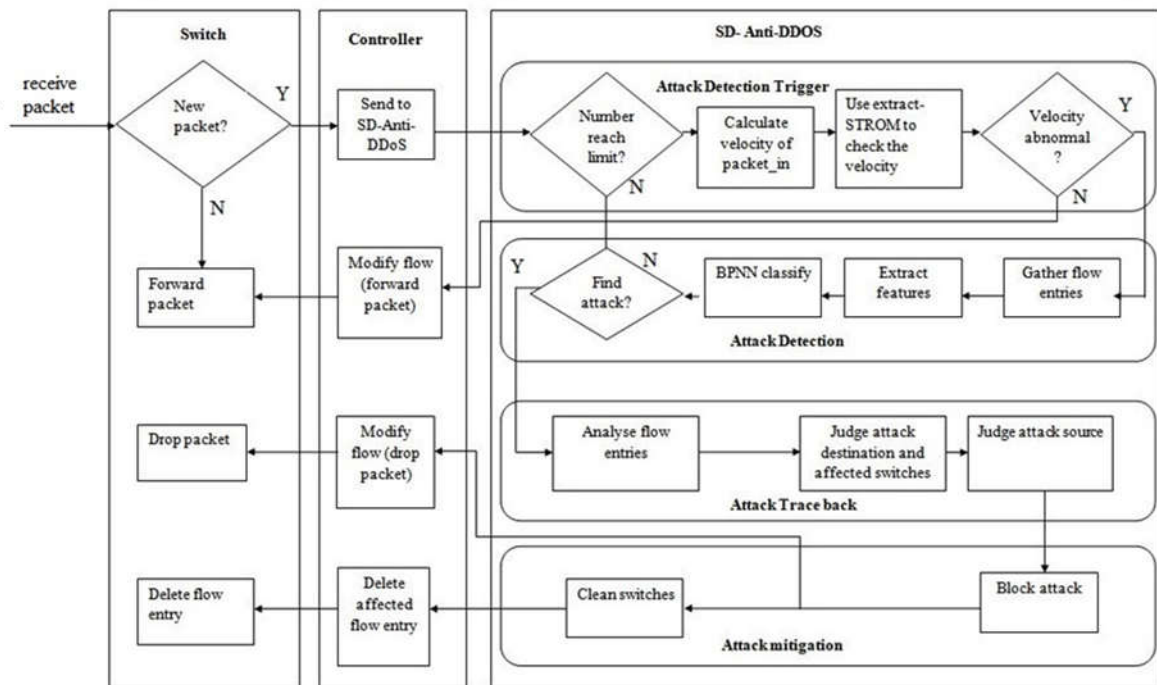 Switch
Controller
SD- Anti-DDOS
receive
packet
New
packet?
Y
N
Send to
SD-Anti-
DDoS
Attack Detection Trigger
Number
reach
limit?
N
Calculate
velocity of
packet_in
Use extract-
STROM to
check the
velocity
Velocity
abnormal
?
Y
N
Forward
packet
Modify flow
(forward
packet)
Y
N
Find
attack?
BPNN classify
Extract
features
Gather flow
entries
Attack Detection
Drop packet
Modify
flow (drop
packet)
Analyse flow
entries
Judge attack
destination and
affected switches
Judge attack source
Attack Trace back
Delete flow
entry
Delete
affected
flow entry
Clean switches
Block attack
Attack mitigation